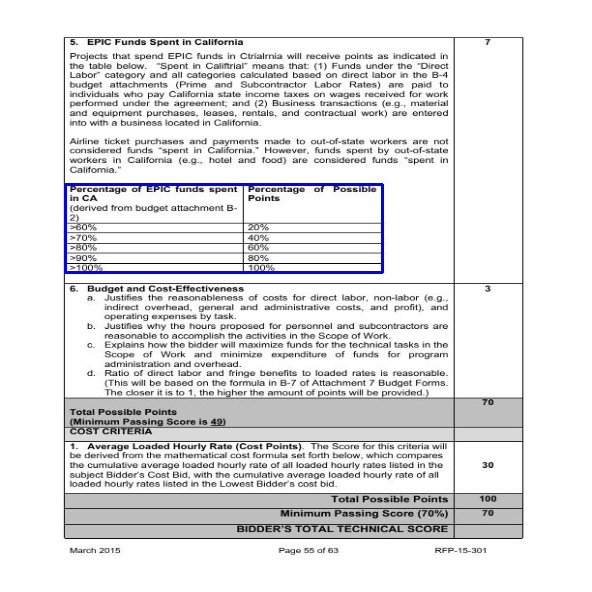 5. EPIC Funds Spent in California
7
Projects that spend EPIC funds in Ctrialrnia will receive points as indicated in
the table below. "Spent in Califtrial" means that: (1) Funds under the "Direct
Labor" category and all categories calculated based on direct labor in the B-4
budget attachments (Prime and Subcontractor Labor Rates) are paid to
individuals who pay California state income taxes on wages received for work
performed under the agreement; and (2) Business transactions (e.g., material
and equipment purchases, leases, rentals, and contractual work) are entered
into with a business located in California.
Airline ticket purchases and payments made to out-of-state workers are not
considered funds "spent in California." However, funds spent by out-of-state
workers in California (e.g., hotel and food) are considered funds "spent in
California."
Percentage of EPIC funds spent Percentage of Possible
in CA Points
(derived from budget attachment B-
2)
>60% 20%
>70% 40%
>80% 60%
>90% 80%
>100% 100%
6. Budget and Cost-Effectiveness 3
a. Justifies the reasonableness of costs for direct labor, non-labor (e.g.,
indirect overhead, general and administrative costs, and profit), and
operating expenses by task.
b. Justifies why the hours proposed for personnel and subcontractors are
reasonable to accomplish the activities in the Scope of Work.
c. Explains how the bidder will maximize funds for the technical tasks in the
Scope of Work and minimize expenditure of funds for program
administration and overhead.
d. Ratio of direct labor and fringe benefits to loaded rates is reasonable.
(This will be based on the formula in B-7 of Attachment 7 Budget Forms.
The closer it is to 1, the higher the amount of points will be provided.)
70
Total Possible Points
(Minimum Passing Score is 49)
COST CRITERIA
1. Average Loaded Hourly Rate (Cost Points). The Score for this criteria will
be derived from the mathematical cost formula set forth below, which compares
the cumulative average loaded hourly rate of all loaded hourly rates listed in the
30
subject Bidder's Cost Bid, with the cumulative average loaded hourly rate of all
loaded hourly rates listed in the Lowest Bidder's cost bid.
Total Possible Points 100
Minimum Passing Score (70%) 70
BIDDER'S TOTAL TECHNICAL SCORE
March 2015 Page 55 of 63 RFP-15-301